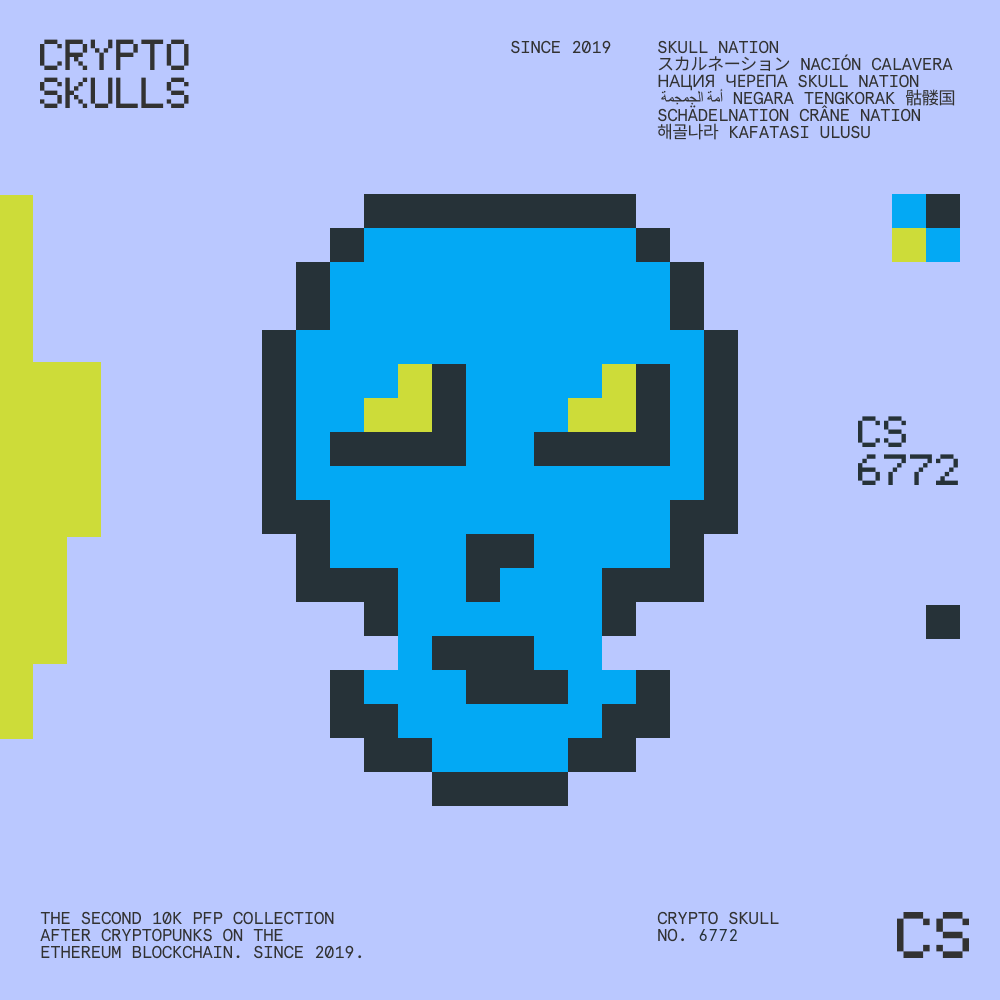 CRYPTO
SKULLS
SINCE 2019
SKULL NATION
スカルネーション NACIÓN CALAVERA
НАЦИЯ ЧЕРЕПА SKULL NATION
أمة الجمجمة NEGARA TENGKORAK 骷髅国
SCHÄDELNATION CRÂNE NATION
해골나라 KAFATASI ULUSU
CS
6772
THE SECOND 10K PFP COLLECTION
AFTER CRYPTOPUNKS ON THE
ETHEREUM BLOCKCHAIN. SINCE 2019.
CRYPTO SKULL
NO. 6772
CS